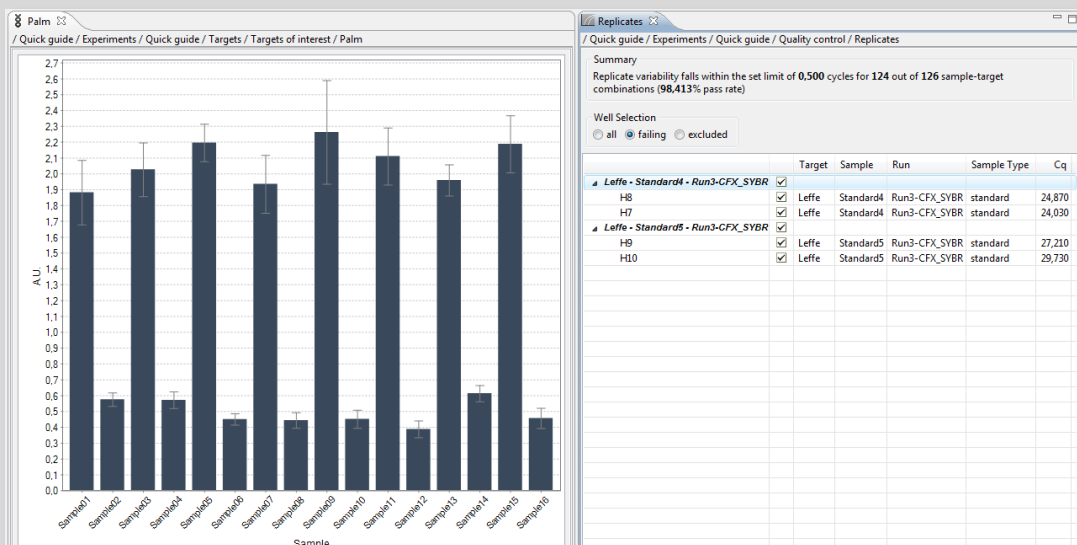 Palm
/ Quick guide / Experiments / Quick guide / Targets / Targets of interest / Palm
2,7
2,6
2,5
2,4
2,3
2,2
2,1
2,0
1,9
1,8
1,7
1,6
1,5
1,4
1,3
1,2
1,1
1,0
0,9
0,8
0,7
0,6
0,5
0,4
0,3
0,2
0,1
0,0
A.U.
Sample01
Sample02
Sample03
Sample04
Sample05
Sample06
Sample07
Sample08
Sample09
Sample10
Sample11
Sample12
Sample13
Sample14
Sample15
Sample16
Sample
Replicates
/ Quick guide / Experiments / Quick guide / Quality control / Replicates
Summary
Replicate variability falls within the set limit of 0,500 cycles for 124 out of 126 sample-target
combinations (98,413% pass rate)
Well Selection
all failing excluded
Target Sample Run Sample Type Cq
Leffe - Standard4 - Run3-CFX_SYBR
H8 Leffe Standard4 Run3-CFX_SYBR standard 24,870
H7 Leffe Standard4 Run3-CFX_SYBR standard 24,030
Leffe - Standard5 - Run3-CFX_SYBR
H9 Leffe Standard5 Run3-CFX_SYBR standard 27,210
H10 Leffe Standard5 Run3-CFX_SYBR standard 29,730